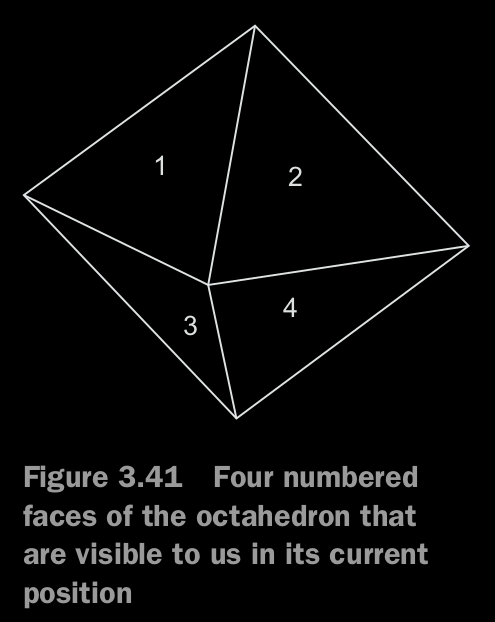 1
2
3
4
Figure 3.41 Four numbered
faces of the octahedron that
are visible to us in its current
position